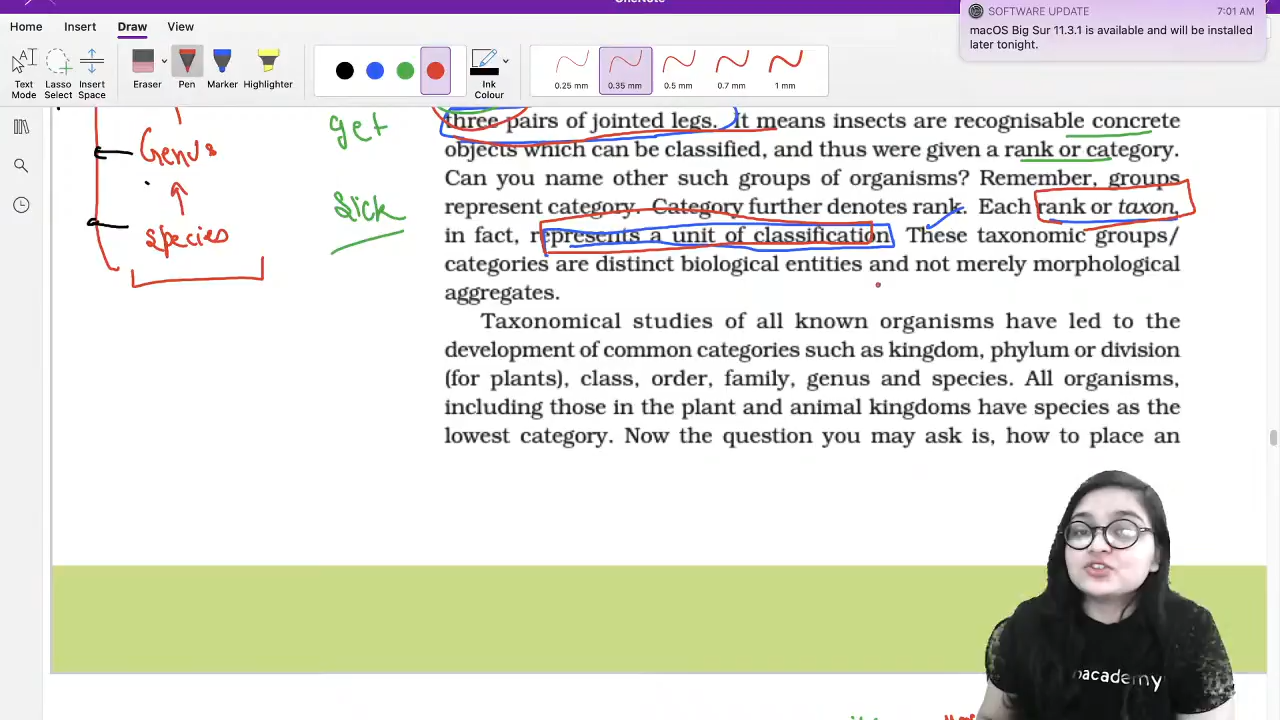 OneNote
SOFTWARE UPDATE 7:01 AM
macOS Big Sur 11.3.1 is available and will be installed
later tonight.
Home Insert Draw View
Text Mode
Lasso Select
Insert Space
Eraser
Pen
Marker
Highlighter
Ink Colour
0.25 mm
0.35 mm
0.5 mm
0.7 mm
1 mm
Genus
species
get
Sick
three pairs of jointed legs. It means insects are recognisable concrete
objects which can be classified, and thus were given a rank or category.
Can you name other such groups of organisms? Remember, groups
represent category. Category further denotes rank. Each rank or taxon,
in fact, represents a unit of classification. These taxonomic groups/
categories are distinct biological entities and not merely morphological
aggregates.
Taxonomical studies of all known organisms have led to the
development of common categories such as kingdom, phylum or division
(for plants), class, order, family, genus and species. All organisms,
including those in the plant and animal kingdoms have species as the
lowest category. Now the question you may ask is, how to place an
nacademy